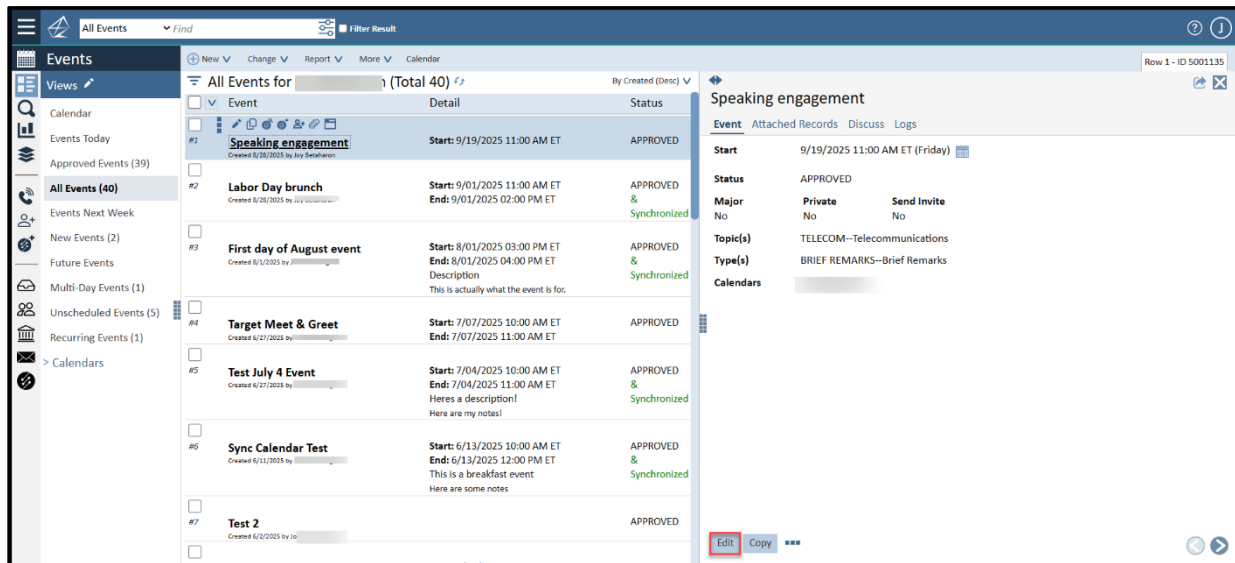 All Events
Find
Filter Result
?
J
Events
New
Change
Report
More
Calendar
Row 1 - ID 5001135
Views
Calendar
Events Today
Approved Events (39)
All Events (40)
Events Next Week
New Events (2)
Future Events
Multi-Day Events (1)
Unscheduled Events (5)
Recurring Events (1)
> Calendars
All Events for (Total 40)
By Created (Desc)
Event Detail Status
#1
Speaking engagement
Created 8/28/2025 by Joy Betaharon
Start: 9/19/2025 11:00 AM ET
APPROVED
#2
Labor Day brunch
Created 8/28/2025 by
Start: 9/01/2025 11:00 AM ET
End: 9/01/2025 02:00 PM ET
APPROVED
&
Synchronized
#3
First day of August event
Created 8/1/2025 by
Start: 8/01/2025 03:00 PM ET
End: 8/01/2025 04:00 PM ET
Description
This is actually what the event is for.
APPROVED
&
Synchronized
#4
Target Meet & Greet
Created 6/27/2025 by
Start: 7/07/2025 10:00 AM ET
End: 7/07/2025 11:00 AM ET
APPROVED
#5
Test July 4 Event
Created 6/27/2025 by
Start: 7/04/2025 10:00 AM ET
End: 7/04/2025 11:00 AM ET
Heres a description!
Here are my notes!
APPROVED
&
Synchronized
#6
Sync Calendar Test
Created 6/11/2025 by
Start: 6/13/2025 10:00 AM ET
End: 6/13/2025 12:00 PM ET
This is a breakfast event
Here are some notes
APPROVED
&
Synchronized
#7
Test 2
Created 6/2/2025 by Jo
APPROVED
Speaking engagement
Event Attached Records Discuss Logs
Start 9/19/2025 11:00 AM ET (Friday)
Status APPROVED
Major Private Send Invite
No No No
Topic(s) TELECOM--Telecommunications
Type(s) BRIEF REMARKS--Brief Remarks
Calendars
Edit Copy